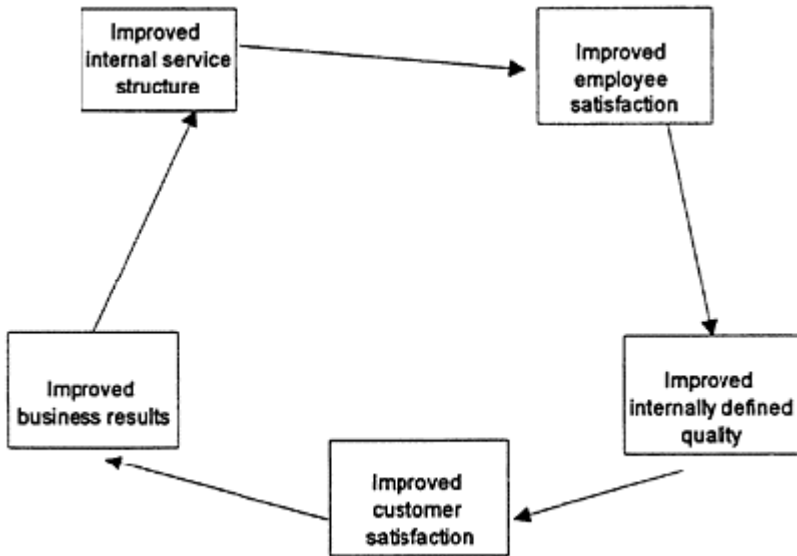 Improved
internal service
structure
Improved
employee
satisfaction
Improved
internally defined
quality
Improved
customer
satisfaction
Improved
business results